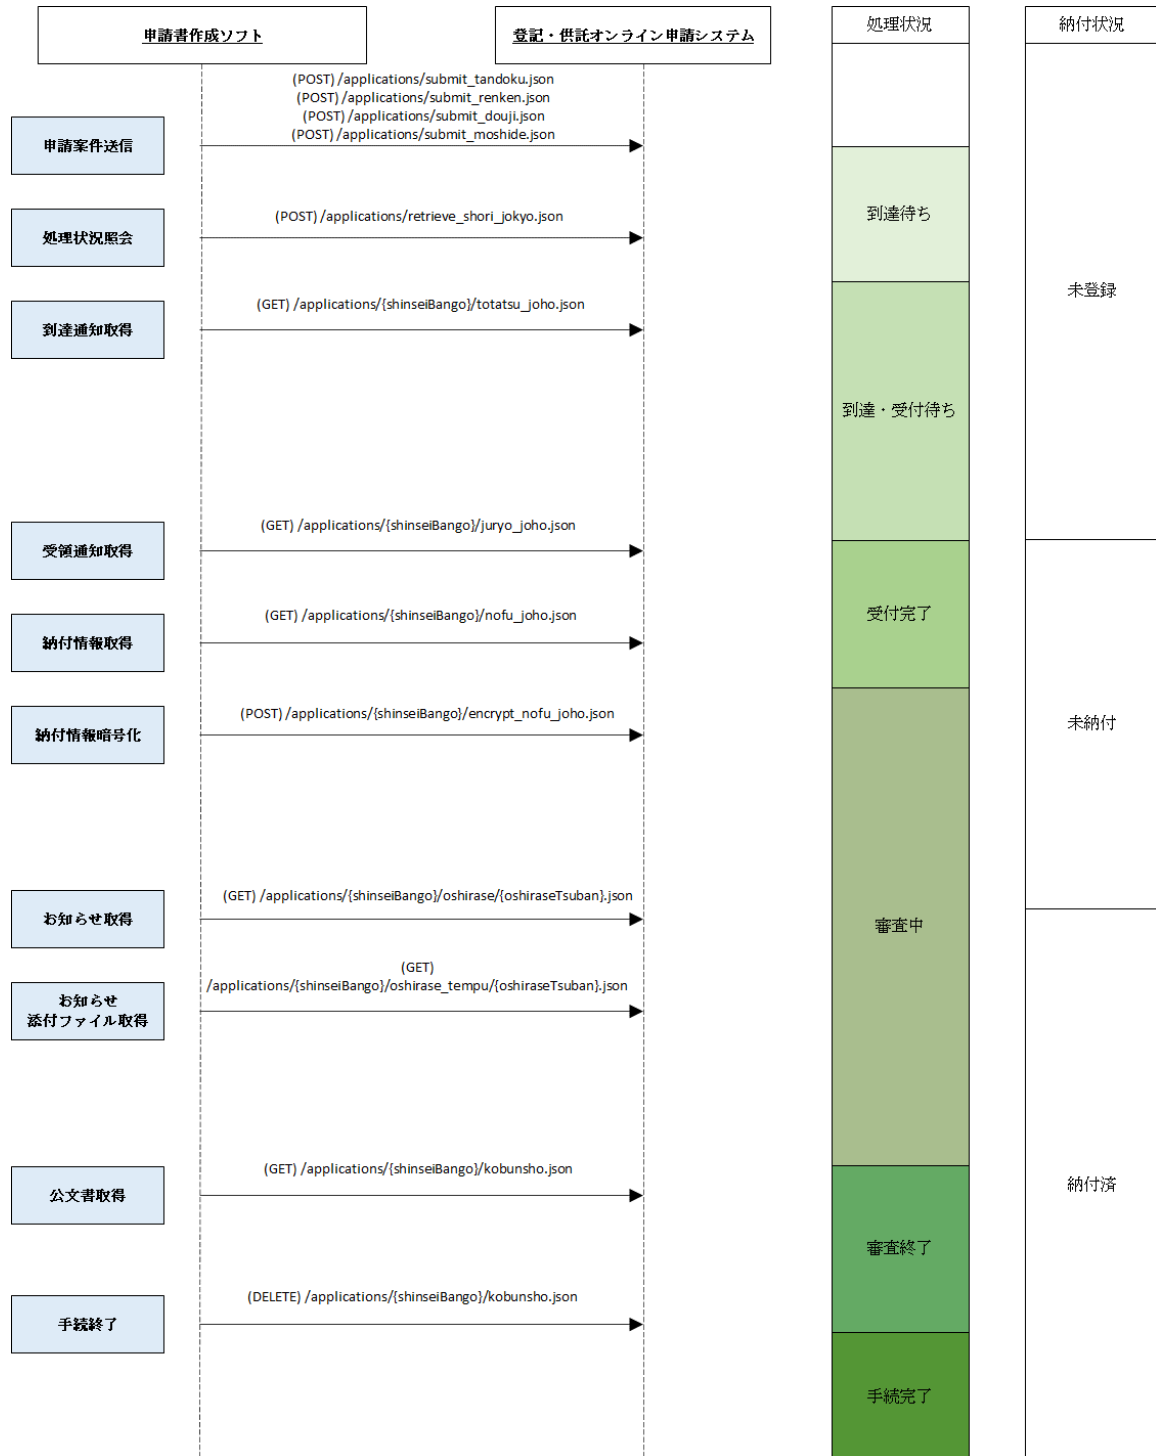 申請書作成ソフト
登記・供託オンライン申請システム
処理状況
納付状況
(POST) /applications/submit_tandoku.json
(POST) /applications/submit_renken.json
(POST) /applications/submit_douji.json
(POST) /applications/submit_moshide.json
申請案件送信
到達待ち
(POST) /applications/retrieve_shori_jokyo.json
処理状況照会
未登録
(GET) /applications/{shinseiBango}/totatsu_joho.json
到達通知取得
到達・受付待ち
(GET) /applications/{shinseiBango}/juryo_joho.json
受領通知取得
受付完了
(GET) /applications/{shinseiBango}/nofu_joho.json
納付情報取得
(POST) /applications/{shinseiBango}/encrypt_nofu_joho.json
納付情報暗号化
未納付
(GET) /applications/{shinseiBango}/oshirase/{oshiraseTsuban}.json
お知らせ取得
審査中
(GET)
/applications/{shinseiBango}/oshirase_tempu/{oshiraseTsuban}.json
お知らせ
添付ファイル取得
(GET) /applications/{shinseiBango}/kobunsho.json
公文書取得
納付済
審査終了
(DELETE) /applications/{shinseiBango}/kobunsho.json
手続終了
手続完了